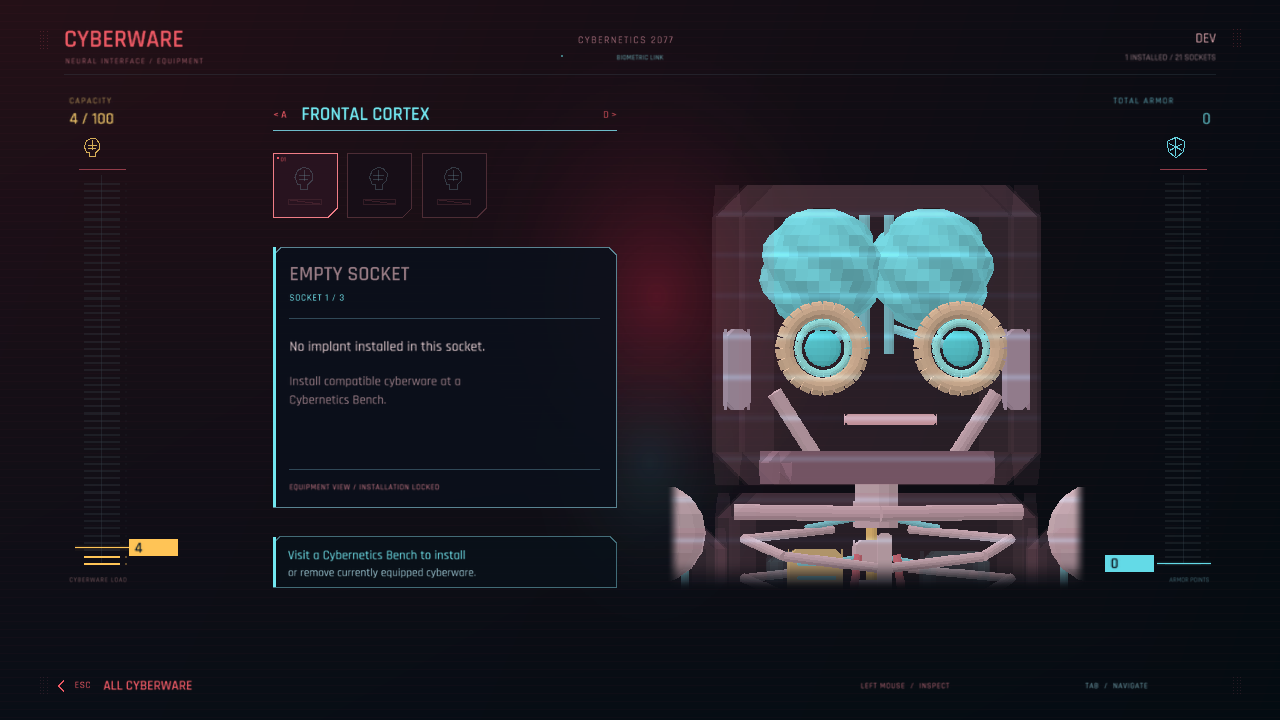 CYBERWARE
NEURAL INTERFACE / EQUIPMENT
CYBERNETICS 2077
BIOMETRIC LINK
DEV
1 INSTALLED / 21 SOCKETS
CAPACITY
4 / 100
< A FRONTAL CORTEX D >
TOTAL ARMOR
0
01
EMPTY SOCKET
SOCKET 1 / 3
No implant installed in this socket.
Install compatible cyberware at a
Cybernetics Bench.
EQUIPMENT VIEW / INSTALLATION LOCKED
4
CYBERWARE LOAD
Visit a Cybernetics Bench to install
or remove currently equipped cyberware.
0
ARMOR POINTS
ESC ALL CYBERWARE
LEFT MOUSE / INSPECT
TAB / NAVIGATE